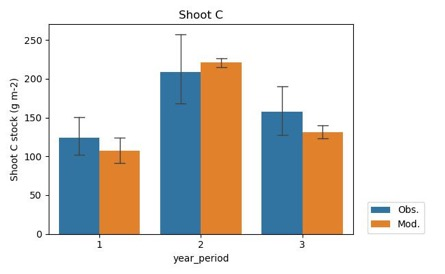 Shoot C
Shoot C stock (g m-2)
250
200
150
100
50
0
1 2 3
year_period
Obs.
Mod.